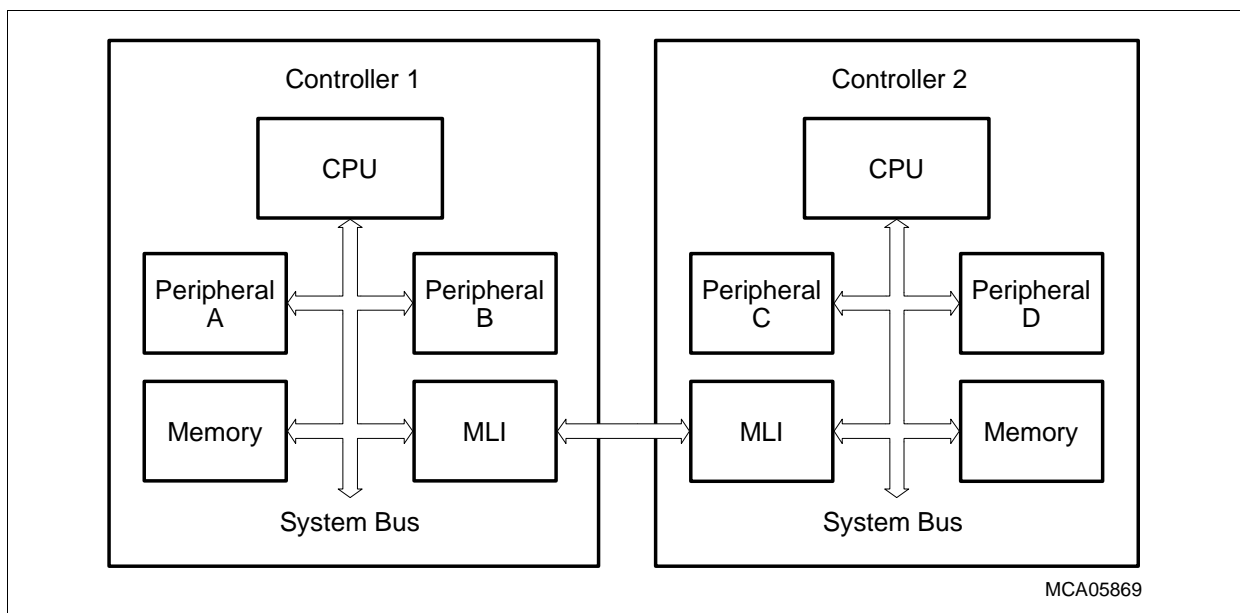 Controller 1
CPU
Peripheral
A
Peripheral
B
Memory
MLI
System Bus
Controller 2
CPU
Peripheral
C
Peripheral
D
MLI
Memory
System Bus
MCA05869